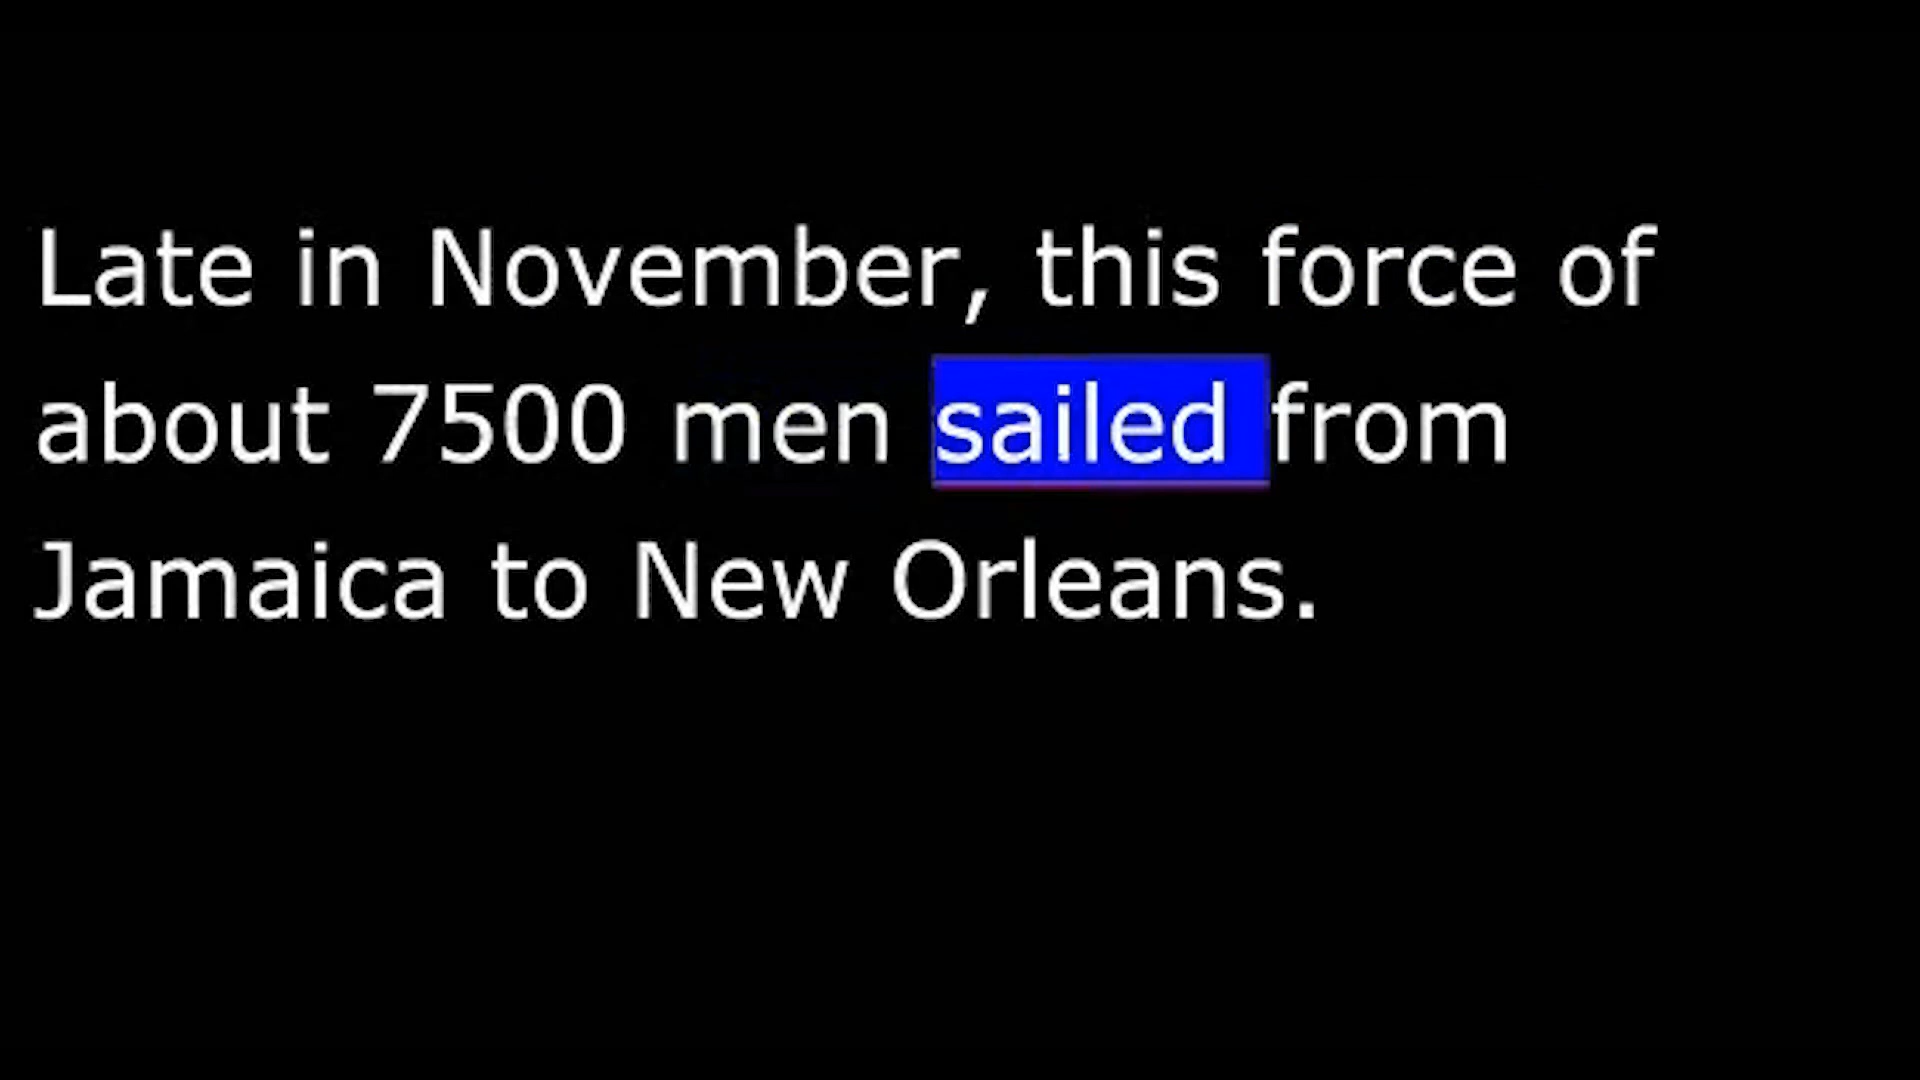 Late in November, this force of
about 7500 men sailed from
Jamaica to New Orleans.